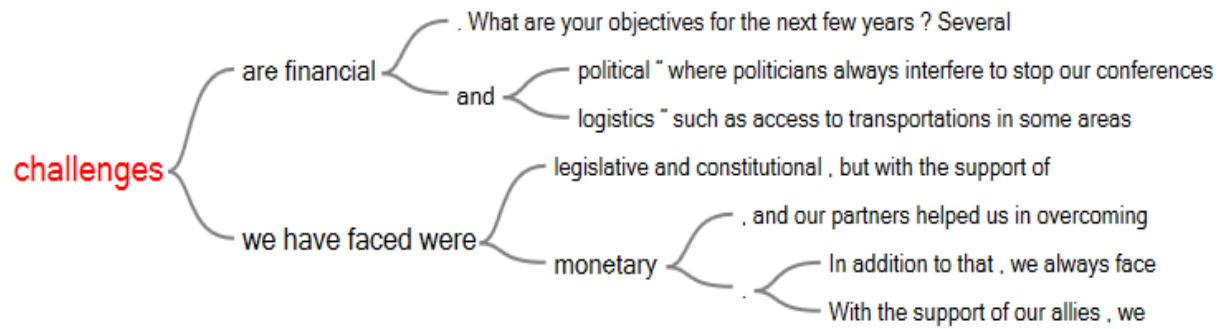 . What are your objectives for the next few years ? Several
are financial
political " where politicians always interfere to stop our conferences
and
logistics " such as access to transportations in some areas
challenges
legislative and constitutional , but with the support of
we have faced were
, and our partners helped us in overcoming
monetary
In addition to that , we always face
.
With the support of our allies , we